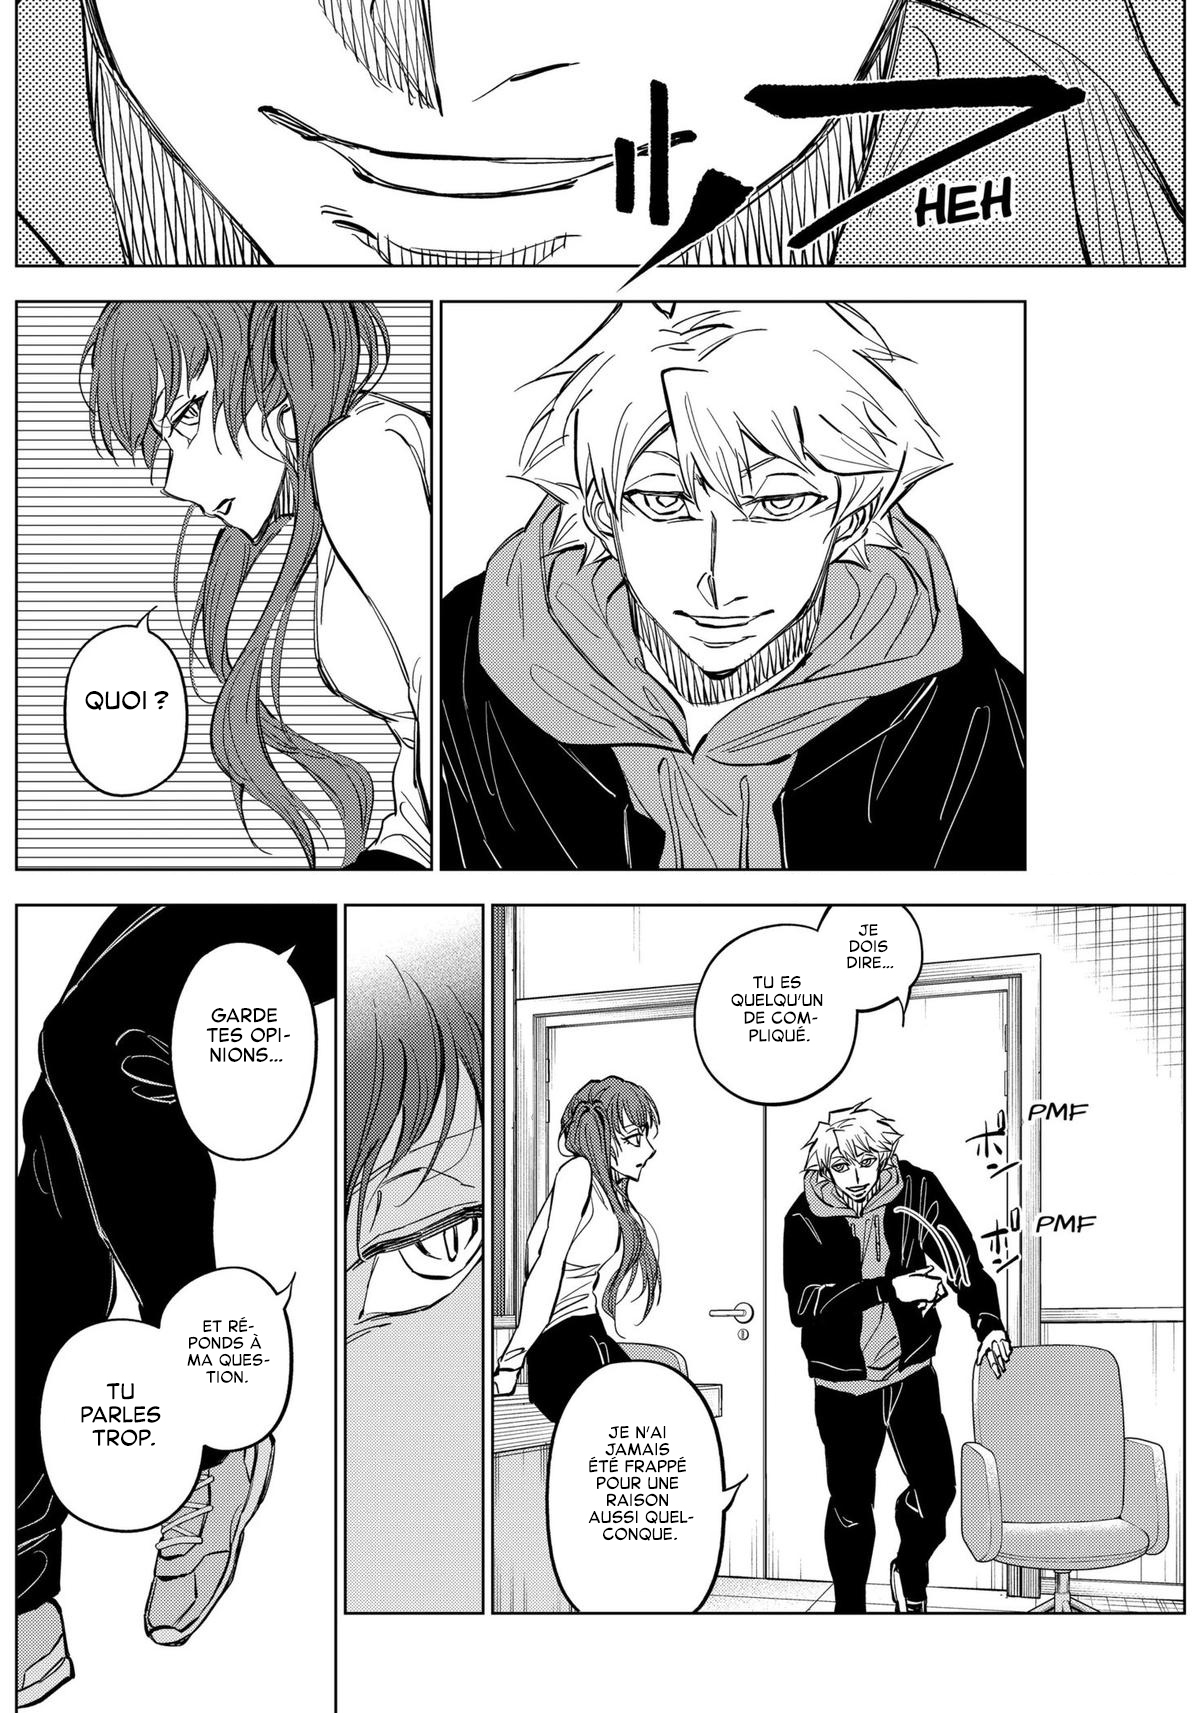 フッ
HEH
QUOI ?
JE
DOIS
DIRE...
TU ES
QUELQU'UN
DE COM-
PLIQUÉ.
PMF
ポン
PMF
ポン
JE N'AI
JAMAIS
ÉTÉ FRAPPÉ
POUR UNE
RAISON
AUSSI QUEL-
CONQUE.
GARDE
TES OPI-
NIONS...
ET RÉ-
PONDS À
MA QUES-
TION.
TU
PARLES
TROP.